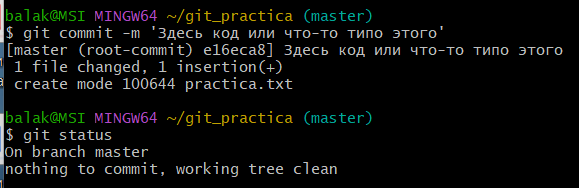 balak@MSI MINGW64 ~/git_practica (master)
$ git commit -m 'Здесь код или что-то типо этого'
[master (root-commit) e16eca8] Здесь код или что-то типо этого
 1 file changed, 1 insertion(+)
 create mode 100644 practica.txt
balak@MSI MINGW64 ~/git_practica (master)
$ git status
On branch master
nothing to commit, working tree clean